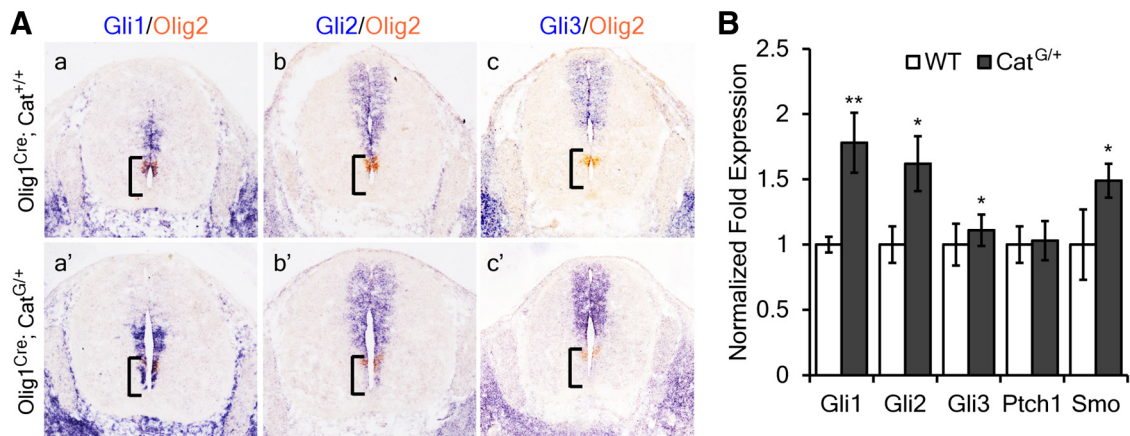 A
Gli1/Olig2
Gli2/Olig2
Gli3/Olig2
Olig1Cre; Cat+/+
a
b
c
Olig1Cre; CatG/+
a’
b’
c’
B
Normalized Fold Expression
2.5
2
1.5
1
0.5
0
WT
CatG/+
**
*
*
*
Gli1
Gli2
Gli3
Ptch1
Smo